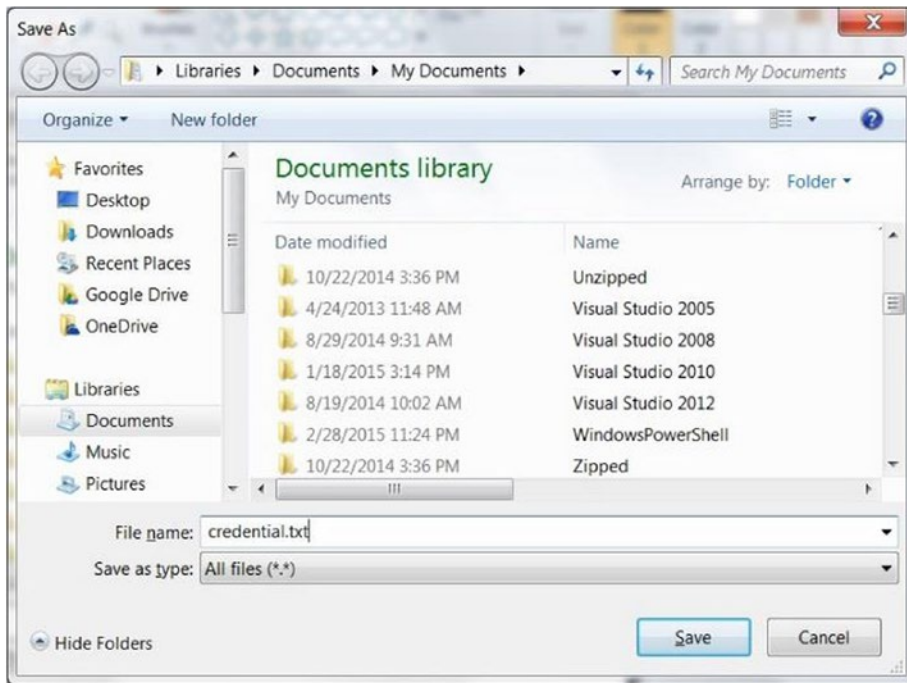 Save As
Libraries Documents My Documents
Search My Documents
Organize New folder
Favorites
Desktop
Downloads
Recent Places
Google Drive
OneDrive
Libraries
Documents
Music
Pictures
Documents library
My Documents
Arrange by: Folder
Date modified Name
10/22/2014 3:36 PM Unzipped
4/24/2013 11:48 AM Visual Studio 2005
8/29/2014 9:31 AM Visual Studio 2008
1/18/2015 3:14 PM Visual Studio 2010
8/19/2014 10:02 AM Visual Studio 2012
2/28/2015 11:24 PM WindowsPowerShell
10/22/2014 3:36 PM Zipped
File name: credential.txt
Save as type: All files (*.*)
Hide Folders
Save Cancel